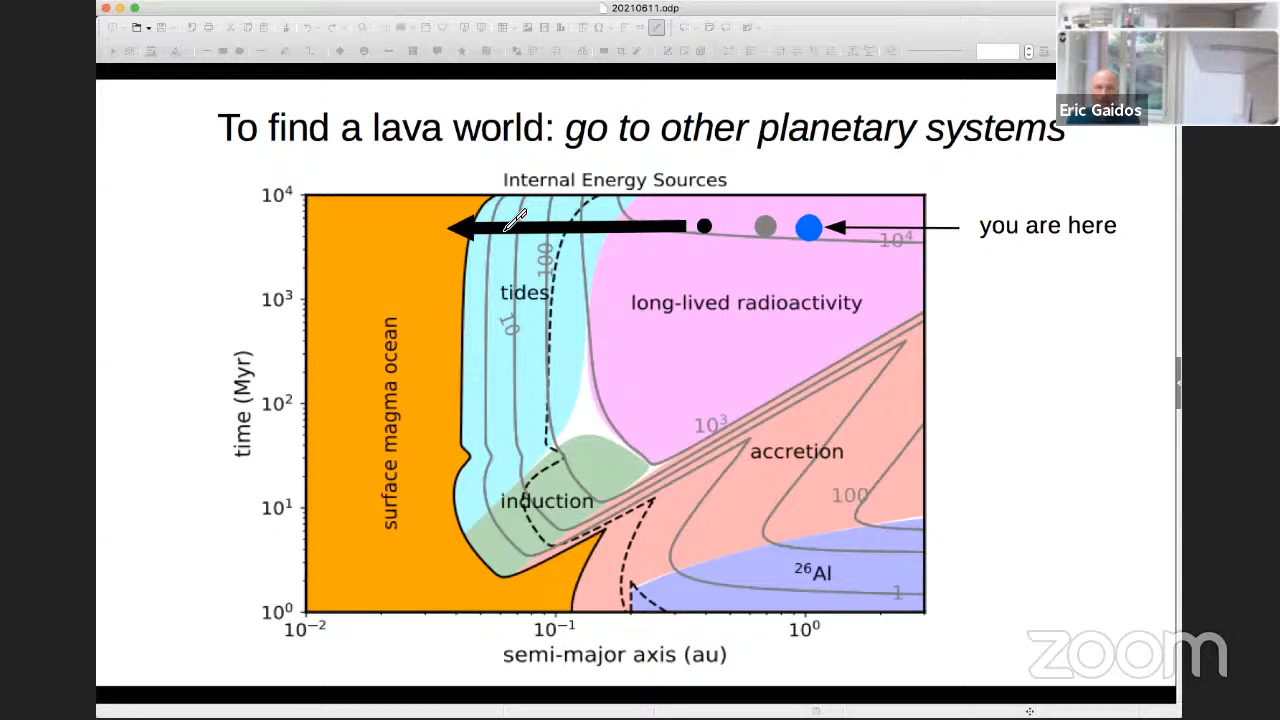 20210611.odp
Eric Gaidos
To find a lava world: go to other planetary systems
Internal Energy Sources
10⁴
10³
10²
10¹
10⁰
time (Myr)
surface magma ocean
tides
100
10
long-lived radioactivity
10⁴
you are here
10³
accretion
100
induction
²⁶Al
1
10⁻²
10⁻¹
10⁰
semi-major axis (au)
zoom